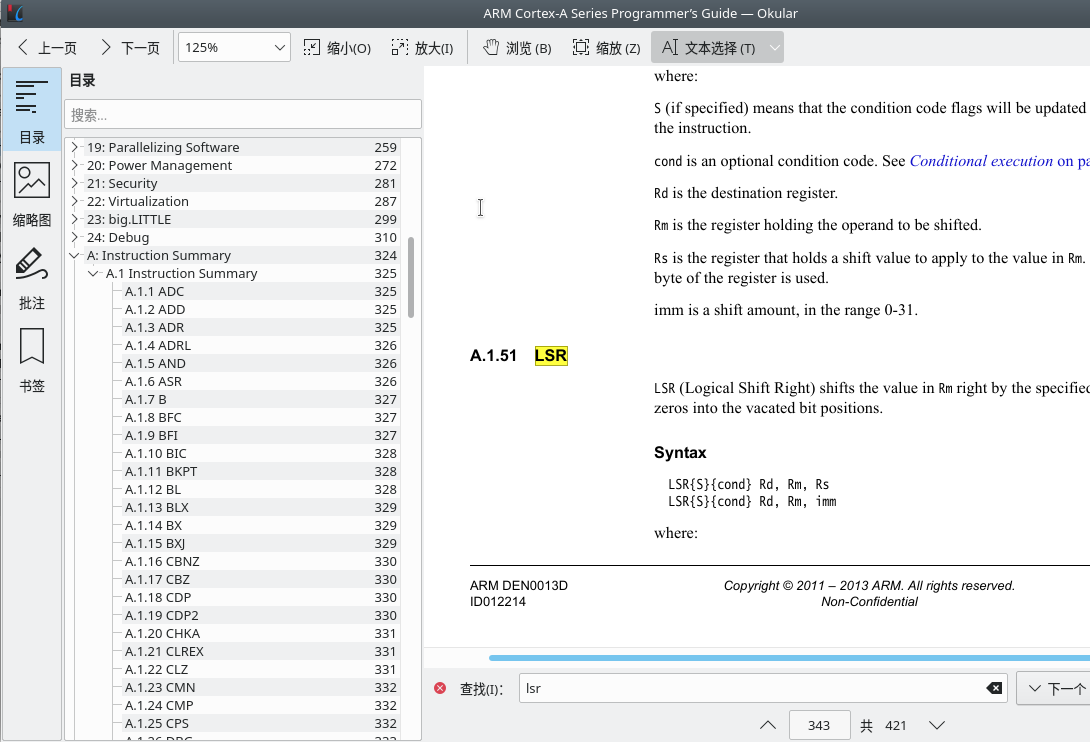 ARM Cortex-A Series Programmer's Guide — Okular
上一页 下一页 125% 缩小(O) 放大(I) 浏览 (B) 缩放 (Z) 文本选择 (T)
目录
缩略图
批注
书签
目录
搜索...
19: Parallelizing Software 259
20: Power Management 272
21: Security 281
22: Virtualization 287
23: big.LITTLE 299
24: Debug 310
A: Instruction Summary 324
A.1 Instruction Summary 325
A.1.1 ADC 325
A.1.2 ADD 325
A.1.3 ADR 325
A.1.4 ADRL 326
A.1.5 AND 326
A.1.6 ASR 326
A.1.7 B 327
A.1.8 BFC 327
A.1.9 BFI 327
A.1.10 BIC 328
A.1.11 BKPT 328
A.1.12 BL 328
A.1.13 BLX 329
A.1.14 BX 329
A.1.15 BXJ 329
A.1.16 CBNZ 330
A.1.17 CBZ 330
A.1.18 CDP 330
A.1.19 CDP2 330
A.1.20 CHKA 331
A.1.21 CLREX 331
A.1.22 CLZ 331
A.1.23 CMN 332
A.1.24 CMP 332
A.1.25 CPS 332
where:
S (if specified) means that the condition code flags will be updated
the instruction.
cond is an optional condition code. See Conditional execution on pa
Rd is the destination register.
Rm is the register holding the operand to be shifted.
Rs is the register that holds a shift value to apply to the value in Rm.
byte of the register is used.
imm is a shift amount, in the range 0-31.
A.1.51 LSR
LSR (Logical Shift Right) shifts the value in Rm right by the specified
zeros into the vacated bit positions.
Syntax
LSR{S}{cond} Rd, Rm, Rs
LSR{S}{cond} Rd, Rm, imm
where:
ARM DEN0013D Copyright © 2011 – 2013 ARM. All rights reserved.
ID012214 Non-Confidential
查找(I)： lsr 下一个
343 共 421